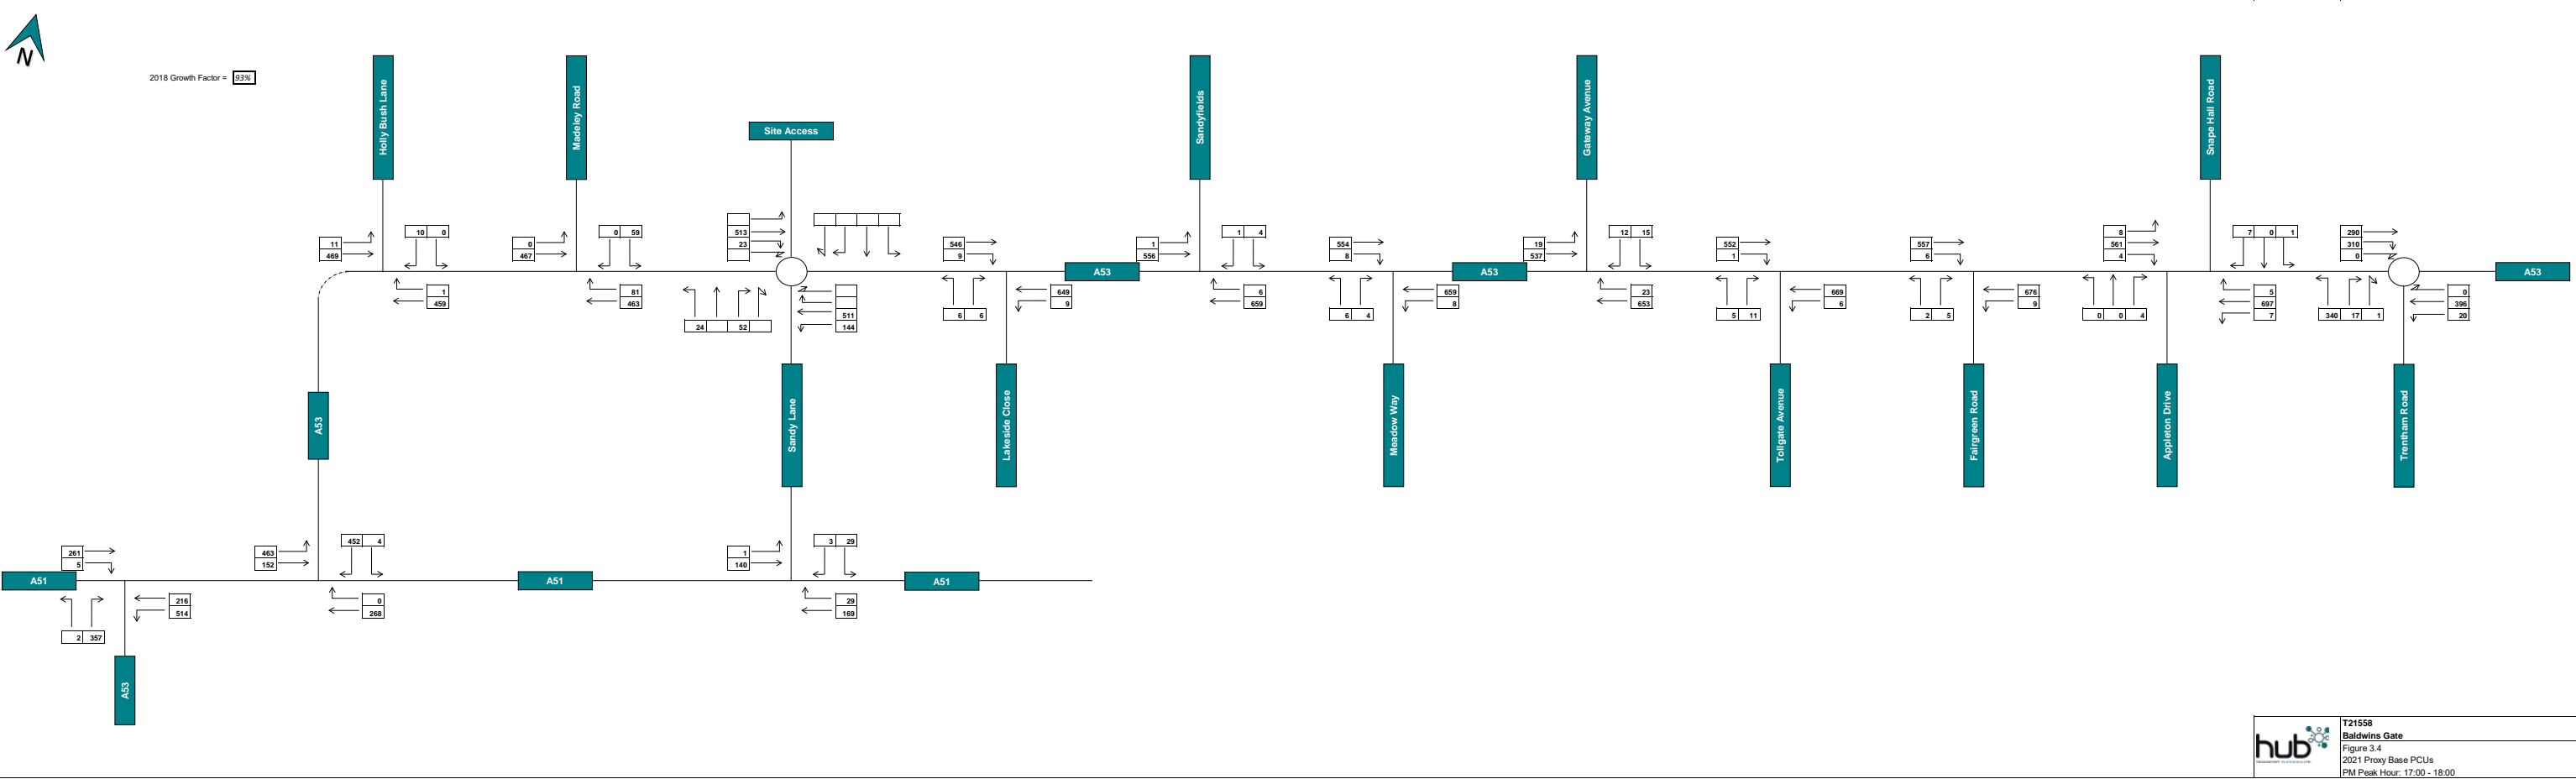 N
2018 Growth Factor = 93%
Holly Bush Lane
Madeley Road
Site Access
Sandyfields
Gateway Avenue
Snape Hall Road
11
469
10 0
1
459
0
467
0 59
81
463
513
23
24 52
511
144
546
9
6 6
649
9
A53
1
556
1 4
6
659
554
8
6 4
659
8
A53
19
537
12 15
23
653
552
1
5 11
669
6
557
6
2 5
676
9
8
561
4
0 0 4
7 0 1
5
697
7
290
310
0
340 17 1
0
396
20
A53
A53
Sandy Lane
Lakeside Close
Meadow Way
Tollgate Avenue
Fairgreen Road
Appleton Drive
Trentham Road
261
5
A51
2 357
216
514
A53
463
152
452 4
0
268
A51
1
140
3 29
29
169
A51
hub
T21558
Baldwins Gate
Figure 3.4
2021 Proxy Base PCUs
PM Peak Hour: 17:00 - 18:00